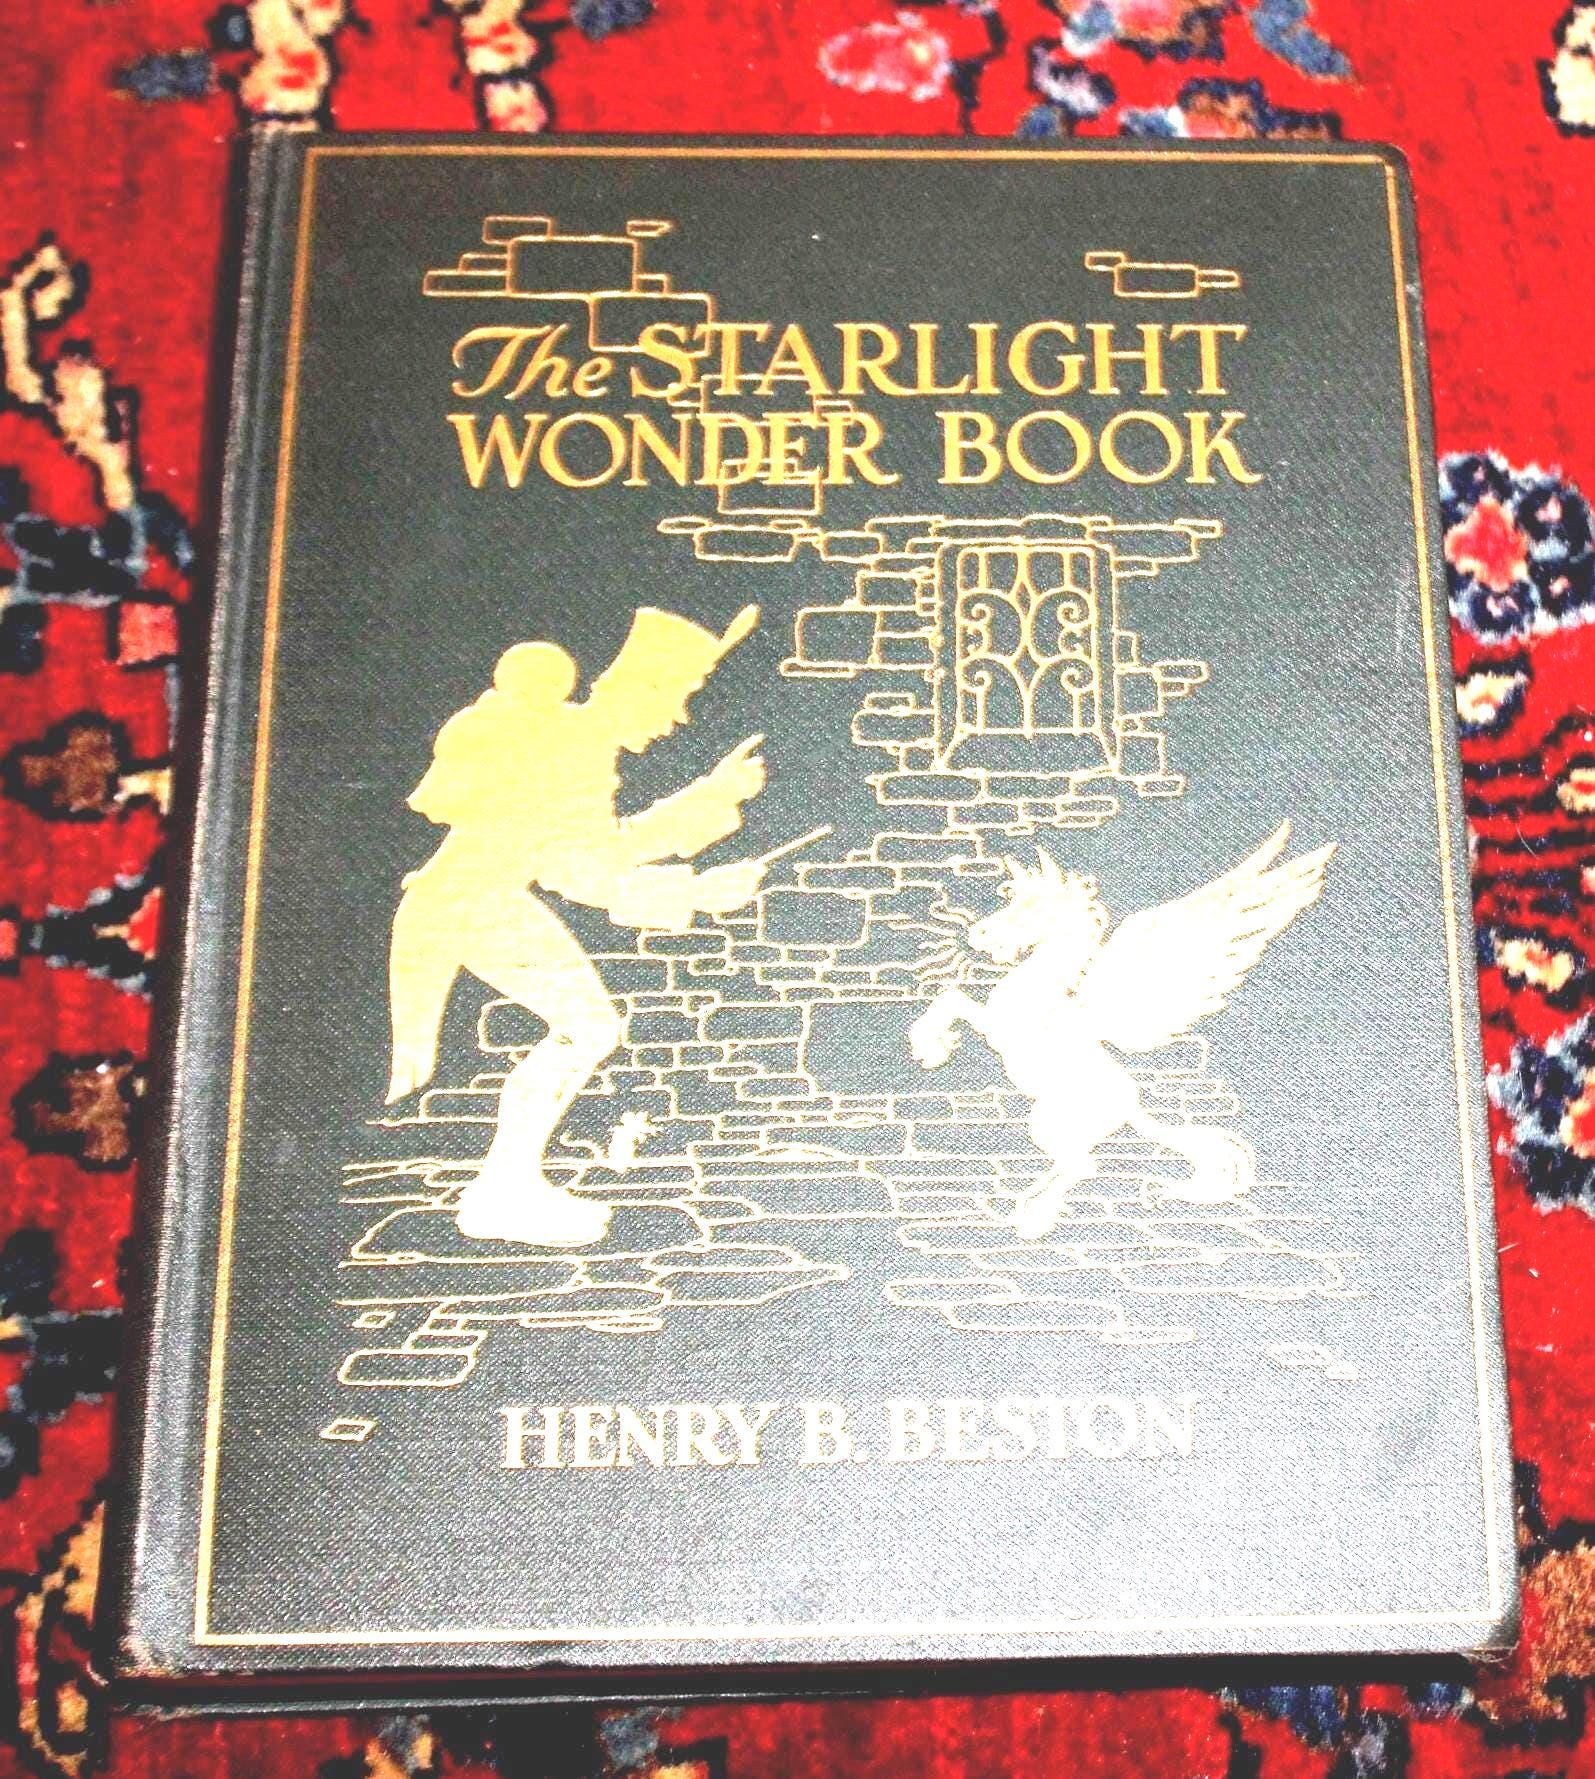 The STARLIGHT
WONDER BOOK
HENRY B. BESTON